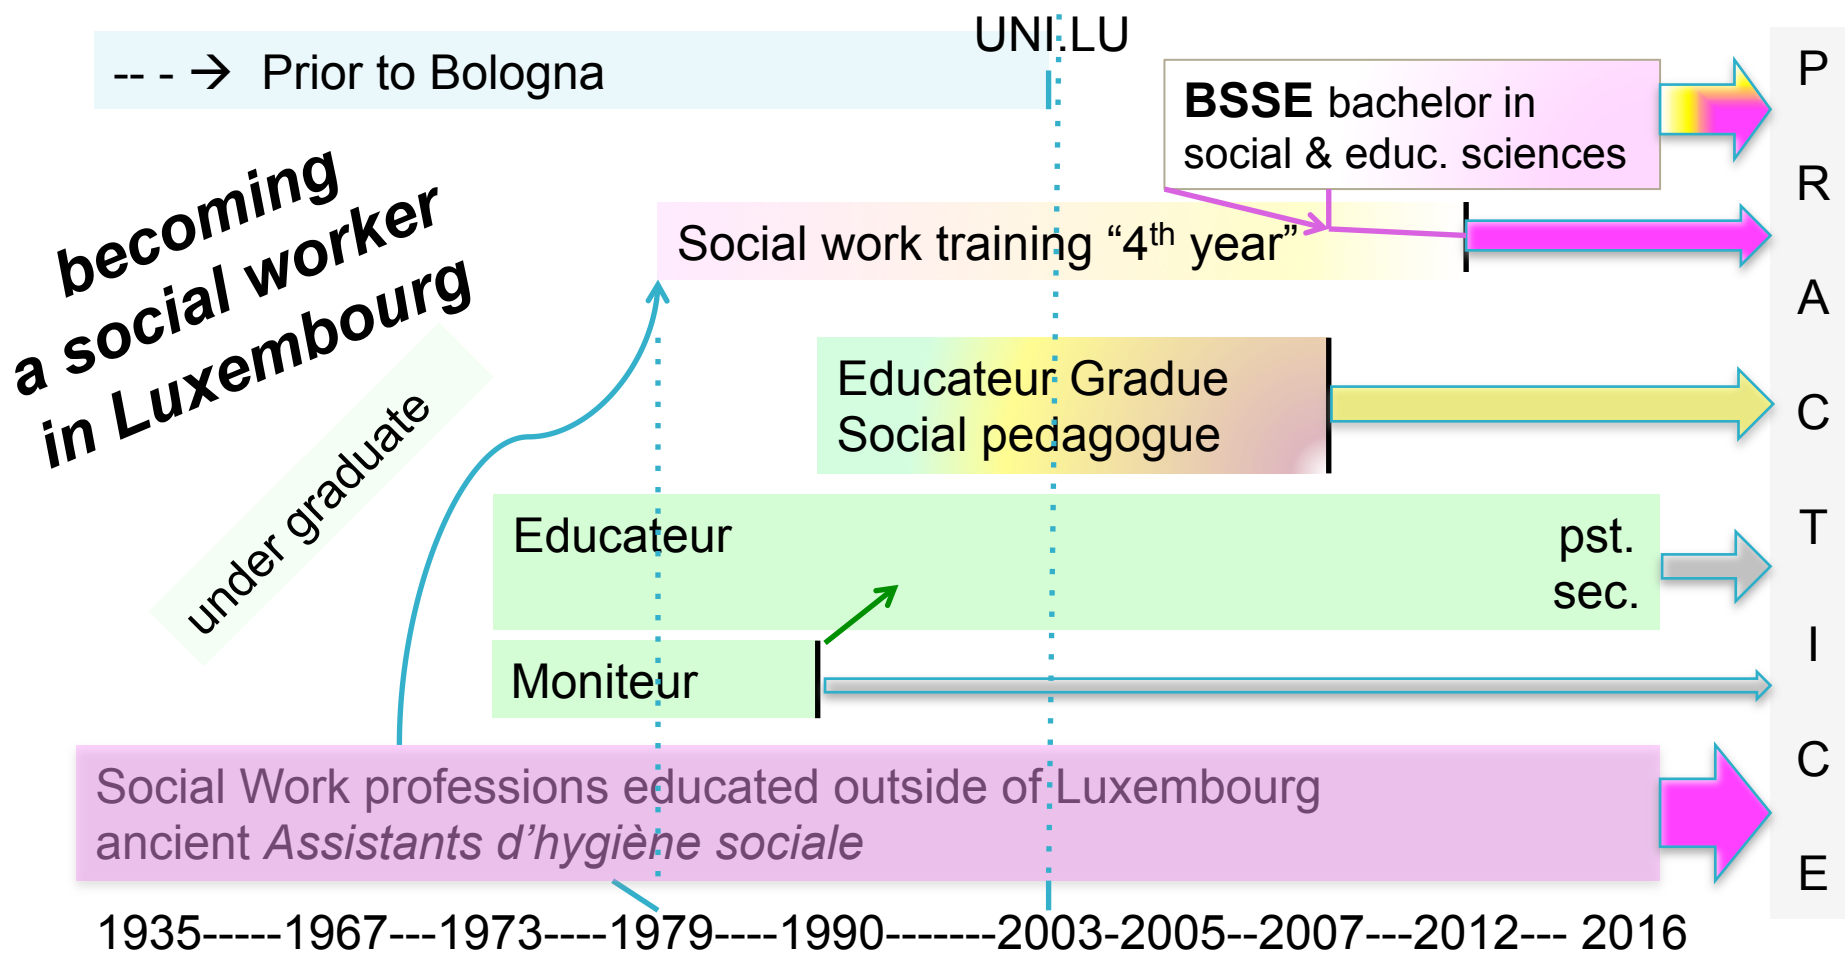 UNI.LU
-- - → Prior to Bologna
BSSE bachelor in
social & educ. sciences
becoming
a social worker
in Luxembourg
Social work training “4th year”
under graduate
Educateur Gradue
Social pedagogue
Educateur
pst.
sec.
Moniteur
Social Work professions educated outside of Luxembourg
ancient Assistants d’hygiène sociale
1935-----1967---1973----1979----1990-------2003-2005--2007---2012--- 2016
P
R
A
C
T
I
C
E